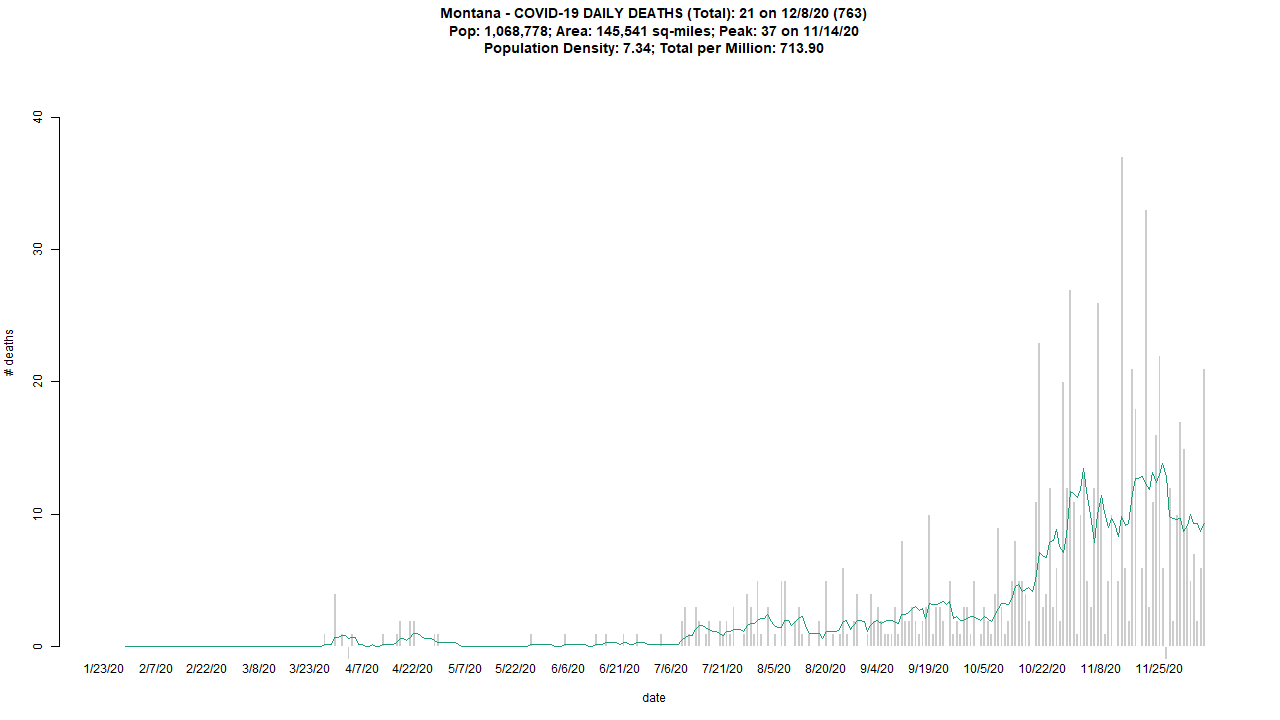 Montana - COVID-19 DAILY DEATHS (Total): 21 on 12/8/20 (763)
Pop: 1,068,778; Area: 145,541 sq-miles; Peak: 37 on 11/14/20
Population Density: 7.34; Total per Million: 713.90
40
30
20
10
0
# deaths
1/23/20 2/7/20 2/22/20 3/8/20 3/23/20 4/7/20 4/22/20 5/7/20 5/22/20 6/6/20 6/21/20 7/6/20 7/21/20 8/5/20 8/20/20 9/4/20 9/19/20 10/5/20 10/22/20 11/8/20 11/25/20
date